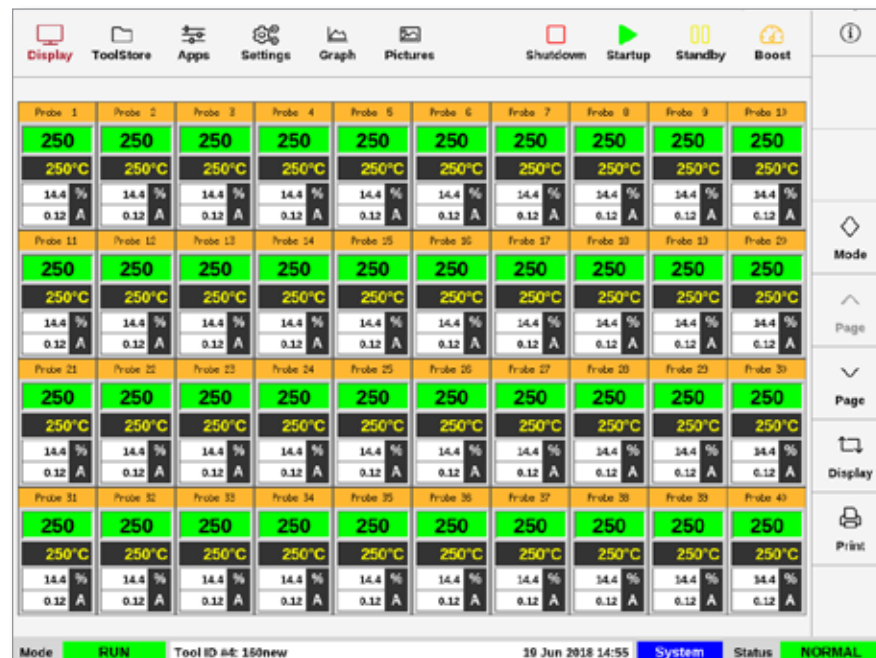 Display ToolStore Apps Settings Graph Pictures Shutdown Startup Standby Boost
Probe 1 Probe 2 Probe 3 Probe 4 Probe 5 Probe 6 Probe 7 Probe 8 Probe 9 Probe 10
250 250 250 250 250 250 250 250 250 250
250°C 250°C 250°C 250°C 250°C 250°C 250°C 250°C 250°C 250°C
14.4 % 14.4 % 14.4 % 14.4 % 14.4 % 14.4 % 14.4 % 14.4 % 14.4 % 14.4 %
0.12 A 0.12 A 0.12 A 0.12 A 0.12 A 0.12 A 0.12 A 0.12 A 0.12 A 0.12 A
Probe 11 Probe 12 Probe 13 Probe 14 Probe 15 Probe 16 Probe 17 Probe 18 Probe 19 Probe 20
250 250 250 250 250 250 250 250 250 250
250°C 250°C 250°C 250°C 250°C 250°C 250°C 250°C 250°C 250°C
14.4 % 14.4 % 14.4 % 14.4 % 14.4 % 14.4 % 14.4 % 14.4 % 14.4 % 14.4 %
0.12 A 0.12 A 0.12 A 0.12 A 0.12 A 0.12 A 0.12 A 0.12 A 0.12 A 0.12 A
Probe 21 Probe 22 Probe 23 Probe 24 Probe 25 Probe 26 Probe 27 Probe 28 Probe 29 Probe 30
250 250 250 250 250 250 250 250 250 250
250°C 250°C 250°C 250°C 250°C 250°C 250°C 250°C 250°C 250°C
14.4 % 14.4 % 14.4 % 14.4 % 14.4 % 14.4 % 14.4 % 14.4 % 14.4 % 14.4 %
0.12 A 0.12 A 0.12 A 0.12 A 0.12 A 0.12 A 0.12 A 0.12 A 0.12 A 0.12 A
Probe 31 Probe 32 Probe 33 Probe 34 Probe 35 Probe 36 Probe 37 Probe 38 Probe 39 Probe 40
250 250 250 250 250 250 250 250 250 250
250°C 250°C 250°C 250°C 250°C 250°C 250°C 250°C 250°C 250°C
14.4 % 14.4 % 14.4 % 14.4 % 14.4 % 14.4 % 14.4 % 14.4 % 14.4 % 14.4 %
0.12 A 0.12 A 0.12 A 0.12 A 0.12 A 0.12 A 0.12 A 0.12 A 0.12 A 0.12 A
Mode
Page
Page
Display
Print
Mode RUN Tool ID #4: 160new 19 Jun 2018 14:55 System Status NORMAL